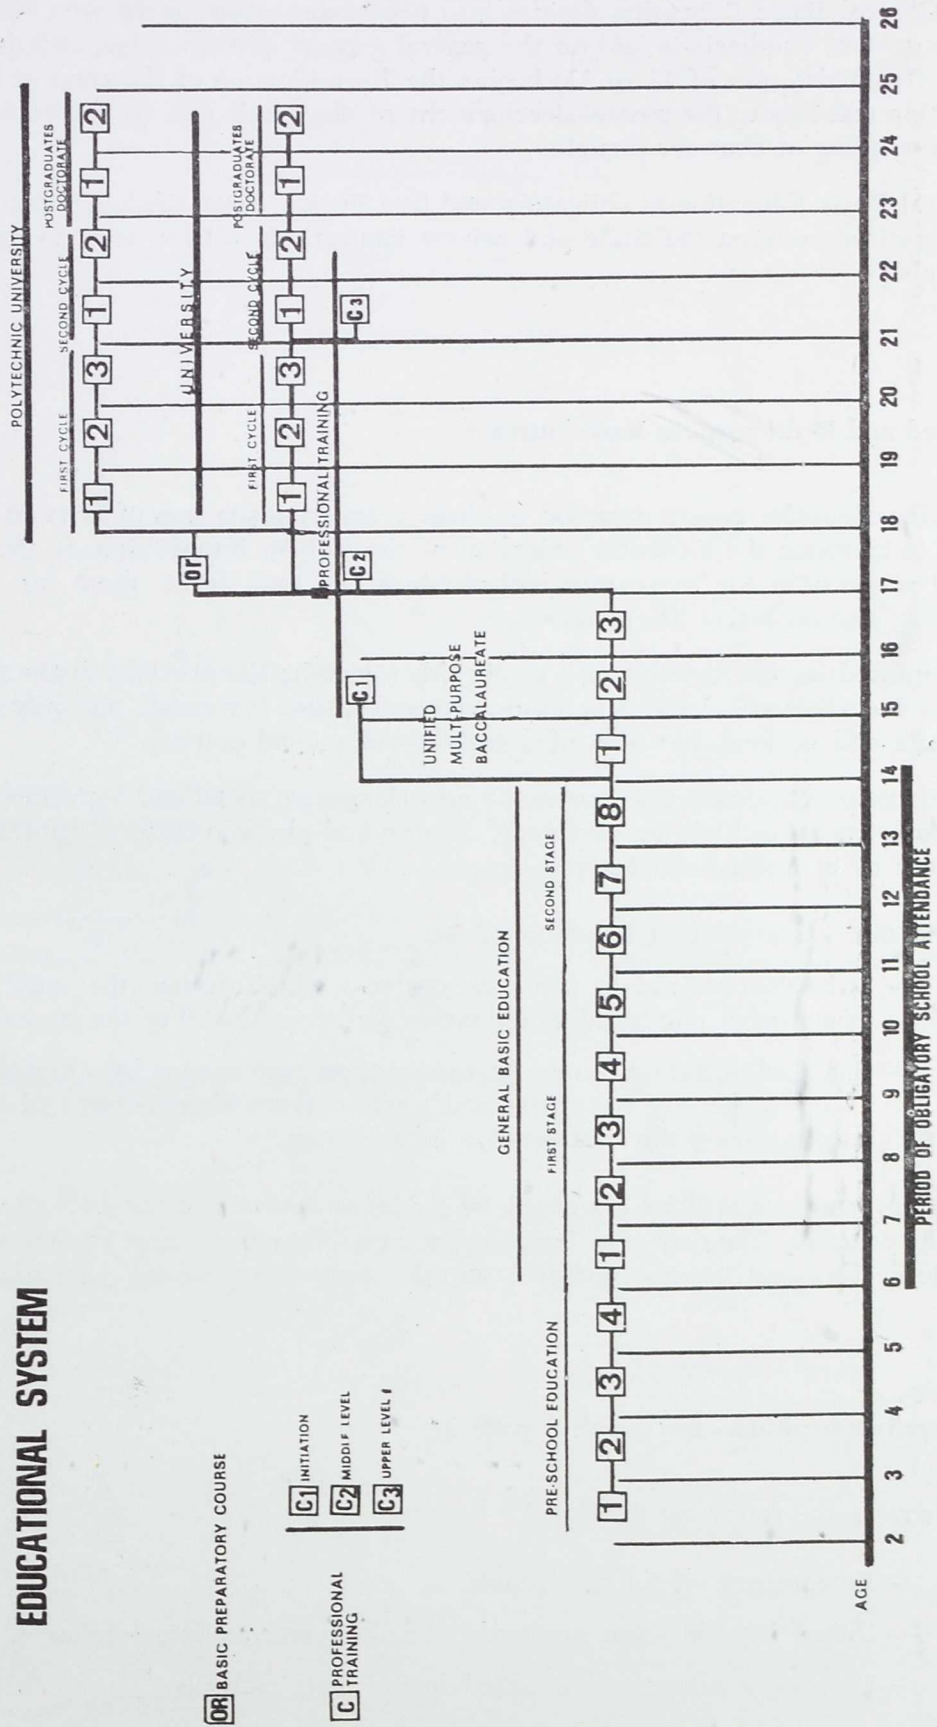 EDUCATIONAL SYSTEM
OR BASIC PREPARATORY COURSE
C PROFESSIONAL
TRAINING
C1 INITIATION
C2 MIDDLE LEVEL
C3 UPPER LEVEL
POLYTECHNIC UNIVERSITY
FIRST CYCLE
SECOND CYCLE
POSTGRADUATES
DOCTORATE
1 2 3 1 2 1 2
or
UNIVERSITY
FIRST CYCLE
SECOND CYCLE
POSTGRADUATES
DOCTORATE
1 2 3 1 2 1 2
PROFESSIONAL TRAINING
C1 C2 C3
UNIFIED
MULTI-PURPOSE
BACCALAUREATE
GENERAL BASIC EDUCATION
PRE-SCHOOL EDUCATION
FIRST STAGE
SECOND STAGE
1 2 3 4 1 2 3 4 5 6 7 8 1 2 3
AGE
2 3 4 5 6 7 8 9 10 11 12 13 14 15 16 17 18 19 20 21 22 23 24 25 26
PERIOD OF OBLIGATORY SCHOOL ATTENDANCE